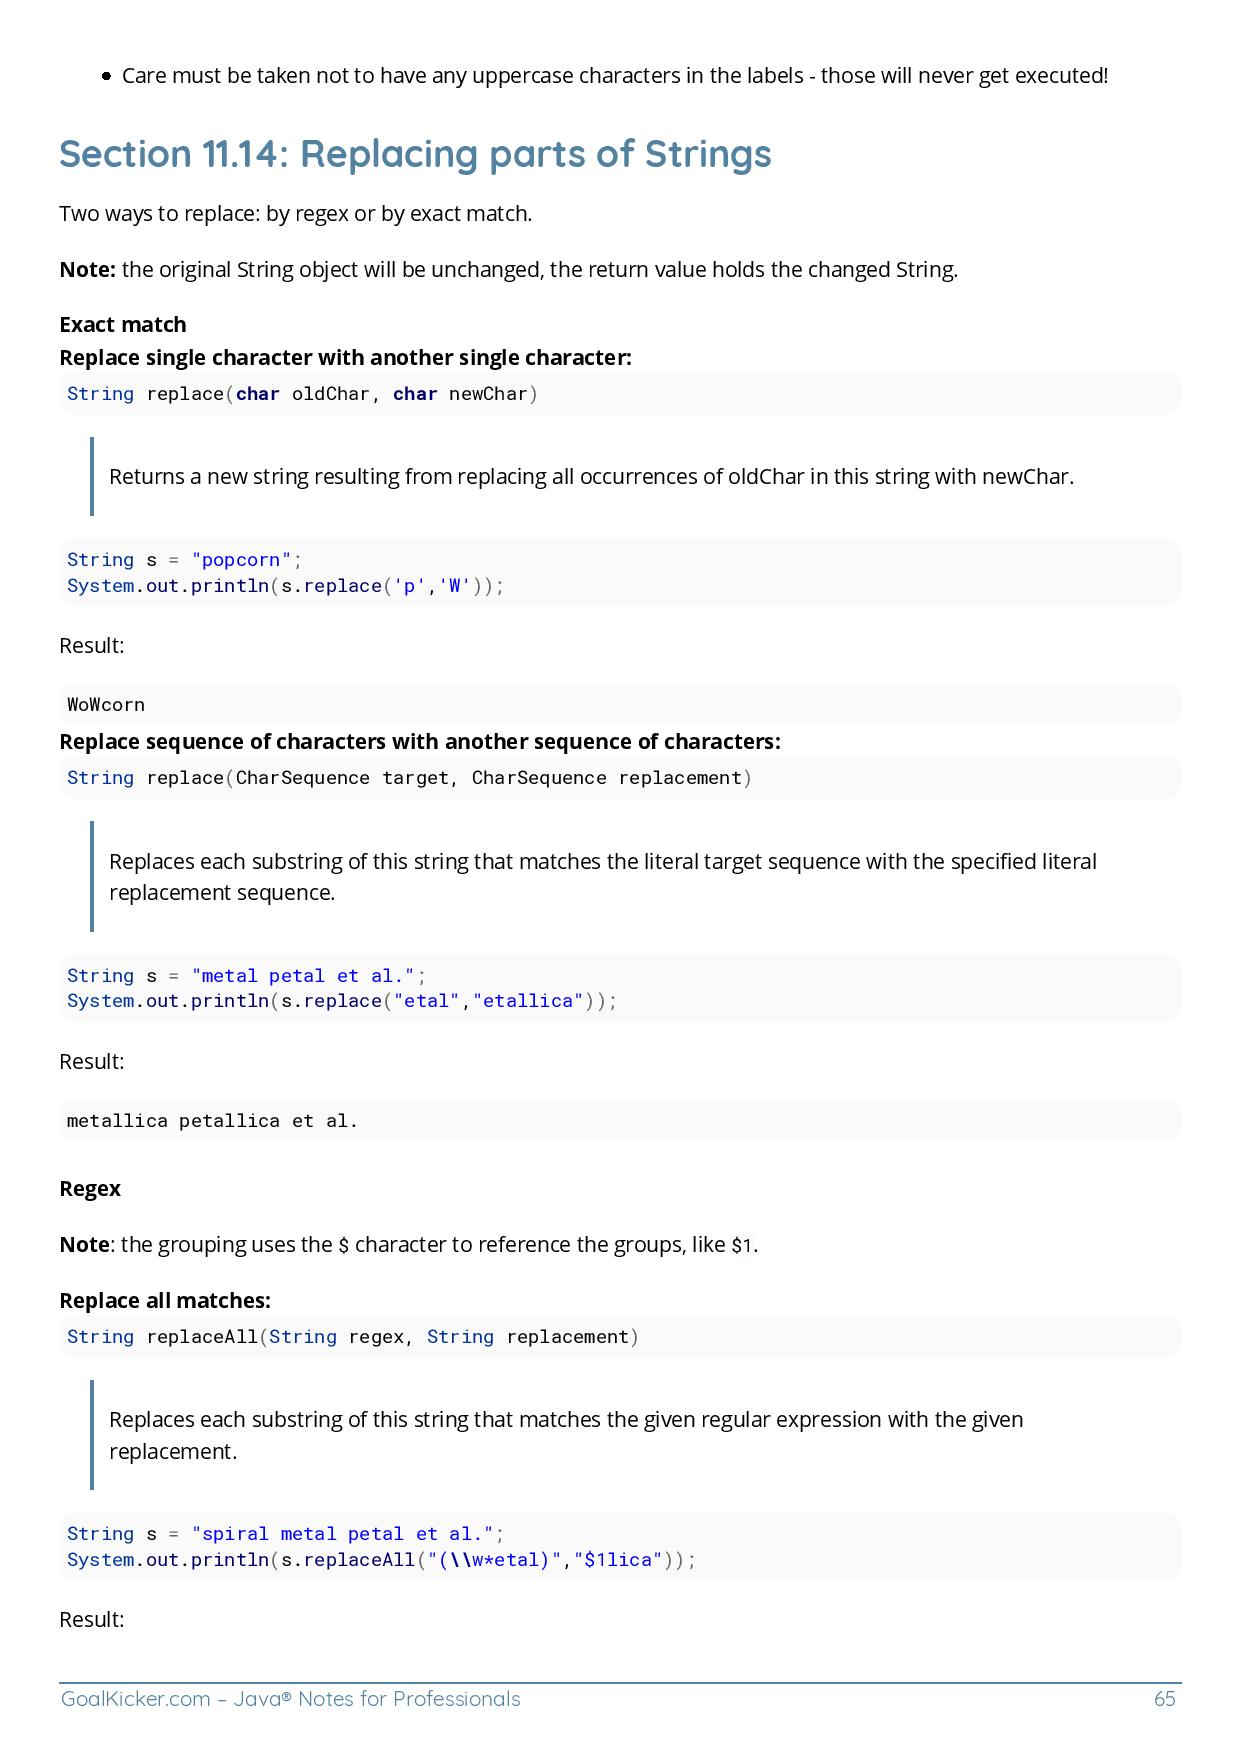 • Care must be taken not to have any uppercase characters in the labels - those will never get executed!
Section 11.14: Replacing parts of Strings
Two ways to replace: by regex or by exact match.
Note: the original String object will be unchanged, the return value holds the changed String.
Exact match
Replace single character with another single character:
String replace(char oldChar, char newChar)
Returns a new string resulting from replacing all occurrences of oldChar in this string with newChar.
String s = "popcorn";
System.out.println(s.replace('p','W'));
Result:
WoWcorn
Replace sequence of characters with another sequence of characters:
String replace(CharSequence target, CharSequence replacement)
Replaces each substring of this string that matches the literal target sequence with the specified literal
replacement sequence.
String s = "metal petal et al.";
System.out.println(s.replace("etal","etallica"));
Result:
metallica petallica et al.
Regex
Note: the grouping uses the $ character to reference the groups, like $1.
Replace all matches:
String replaceAll(String regex, String replacement)
Replaces each substring of this string that matches the given regular expression with the given
replacement.
String s = "spiral metal petal et al.";
System.out.println(s.replaceAll("(\\w*etal)","$1lica"));
Result:
GoalKicker.com – Java® Notes for Professionals 65